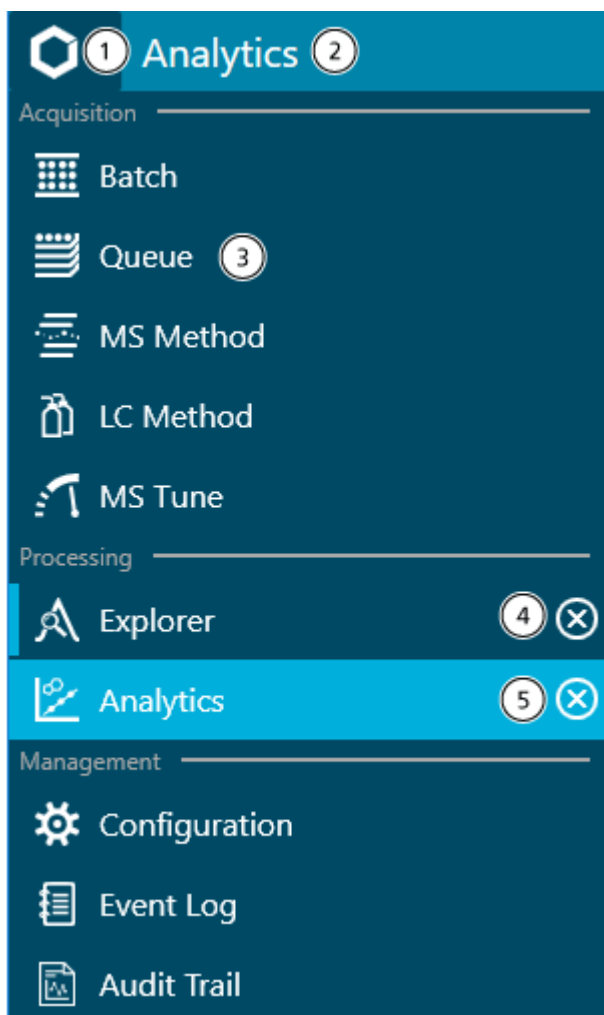 1 Analytics 2
Acquisition
Batch
Queue 3
MS Method
LC Method
MS Tune
Processing
Explorer 4
Analytics 5
Management
Configuration
Event Log
Audit Trail